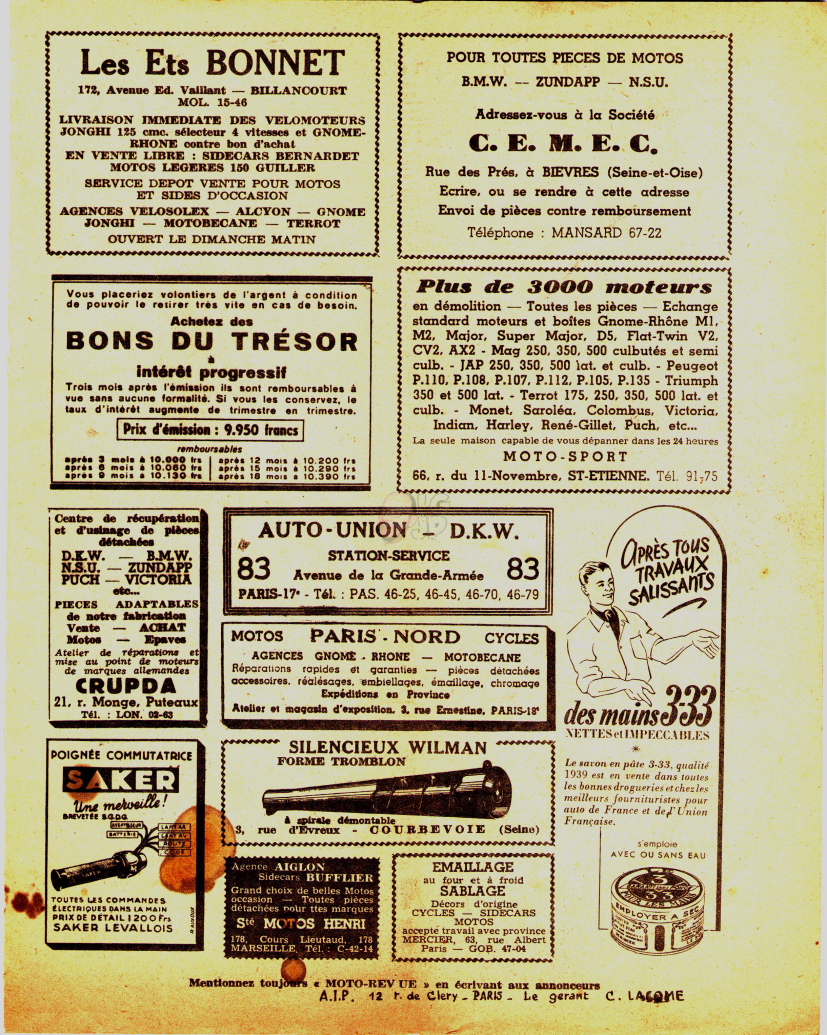 Les Ets BONNET
172, Avenue Ed. Vaillant — BILLANCOURT
MOL. 15-46
LIVRAISON IMMEDIATE DES VELOMOTEURS
JONGHI 125 cmc. sélecteur 4 vitesses et GNOME-
RHONE contre bon d'achat
EN VENTE LIBRE : SIDECARS BERNARDET
MOTOS LEGERES 150 GUILLER
SERVICE DEPOT VENTE POUR MOTOS
ET SIDES D'OCCASION
AGENCES VELOSOLEX — ALCYON — GNOME
JONGHI — MOTOBECANE — TERROT
OUVERT LE DIMANCHE MATIN
POUR TOUTES PIECES DE MOTOS
B.M.W. — ZUNDAPP — N.S.U.
Adressez-vous à la Société
C. E. M. E. C.
Rue des Prés, à BIEVRES (Seine-et-Oise)
Ecrire, ou se rendre à cette adresse
Envoi de pièces contre remboursement
Téléphone : MANSARD 67-22
Vous placeriez volontiers de l'argent à condition
de pouvoir le retirer très vite en cas de besoin.
Achetez des
BONS DU TRÉSOR
à
intérêt progressif
Trois mois après l'émission ils sont remboursables à
vue sans aucune formalité. Si vous les conservez, le
taux d'intérêt augmente de trimestre en trimestre.
Prix d'émission : 9.950 francs
remboursables
après 3 mois à 10.000 frs | après 12 mois à 10.200 frs
après 6 mois à 10.060 frs | après 15 mois à 10.290 frs
après 9 mois à 10.130 frs | après 18 mois à 10.390 frs
Plus de 3000 moteurs
en démolition — Toutes les pièces — Echange
standard moteurs et boîtes Gnome-Rhône M1,
M2, Major, Super Major, D5, Flat-Twin V2,
CV2, AX2 - Mag 250, 350, 500 culbutés et semi
culb. - JAP 250, 350, 500 lat. et culb. - Peugeot
P.110, P.108, P.107, P.112, P.105, P.135 - Triumph
350 et 500 lat. - Terrot 175, 250, 350, 500 lat. et
culb. - Monet, Saroléa, Colombus, Victoria,
Indian, Harley, René-Gillet, Puch, etc...
La seule maison capable de vous dépanner dans les 24 heures
MOTO-SPORT
66, r. du 11-Novembre, ST-ETIENNE. Tél. 91,75
Centre de récupération
et d'usinage de pièces
détachées
D.K.W. — B.M.W.
N.S.U. — ZUNDAPP
PUCH — VICTORIA
etc...
PIECES ADAPTABLES
de notre fabrication
Vente — ACHAT
Motos — Epaves
Atelier de réparations et
mise au point de moteurs
de marques allemandes
CRUPDA
21, r. Monge, Puteaux
Tél. : LON. 02-63
AUTO-UNION — D.K.W.
STATION-SERVICE
83 Avenue de la Grande-Armée 83
PARIS-17e - Tél. : PAS. 46-25, 46-45, 46-70, 46-79
MOTOS PARIS-NORD CYCLES
AGENCES GNOME-RHONE — MOTOBECANE
Réparations rapides et garanties — pièces détachées
accessoires, réalésages, embiellages, émaillage, chromage
Expéditions en Province
Atelier et magasin d'exposition, 3, rue Ernestine, PARIS-18e
APRÈS TOUS
TRAVAUX
SALISSANTS
des mains 3-33
NETTES et IMPECCABLES
*
Le savon en pâte 3-33, qualité
1939 est en vente dans toutes
les bonnes drogueries et chez les
meilleurs fournituristes pour
auto de France et de l'Union
Française.
s'emploie
AVEC OU SANS EAU
EMPLOYER A SEC
POIGNÉE COMMUTATRICE
SAKER
Une merveille!
BREVETÉE S.G.D.G.
AVERTISSEUR
BATTERIE
LANTER
CENTAU
ROUTE
CODE
TOUTES LES COMMANDES
ÉLECTRIQUES DANS LA MAIN
PRIX DE DÉTAIL 1200 Frs
SAKER LEVALLOIS
SILENCIEUX WILMAN
FORME TROMBLON
à spirale démontable
3, rue d'Evreux - COURBEVOIE (Seine)
Agence AIGLON
Sidecars BUFFLIER
Grand choix de belles Motos
occasion — Toutes pièces
détachées pour ttes marques
Sté MOTOS HENRI
178, Cours Lieutaud, 178
MARSEILLE, Tél. : C-42-14
EMAILLAGE
au four et à froid
SABLAGE
Décors d'origine
CYCLES — SIDECARS
MOTOS
accepte travail avec province
MERCIER, 63, rue Albert
Paris — GOB. 47-04
Mentionnez toujours « MOTO-REVUE » en écrivant aux annonceurs
A.I.P. 12 r. de Clery - PARIS - Le gerant C. LACOME